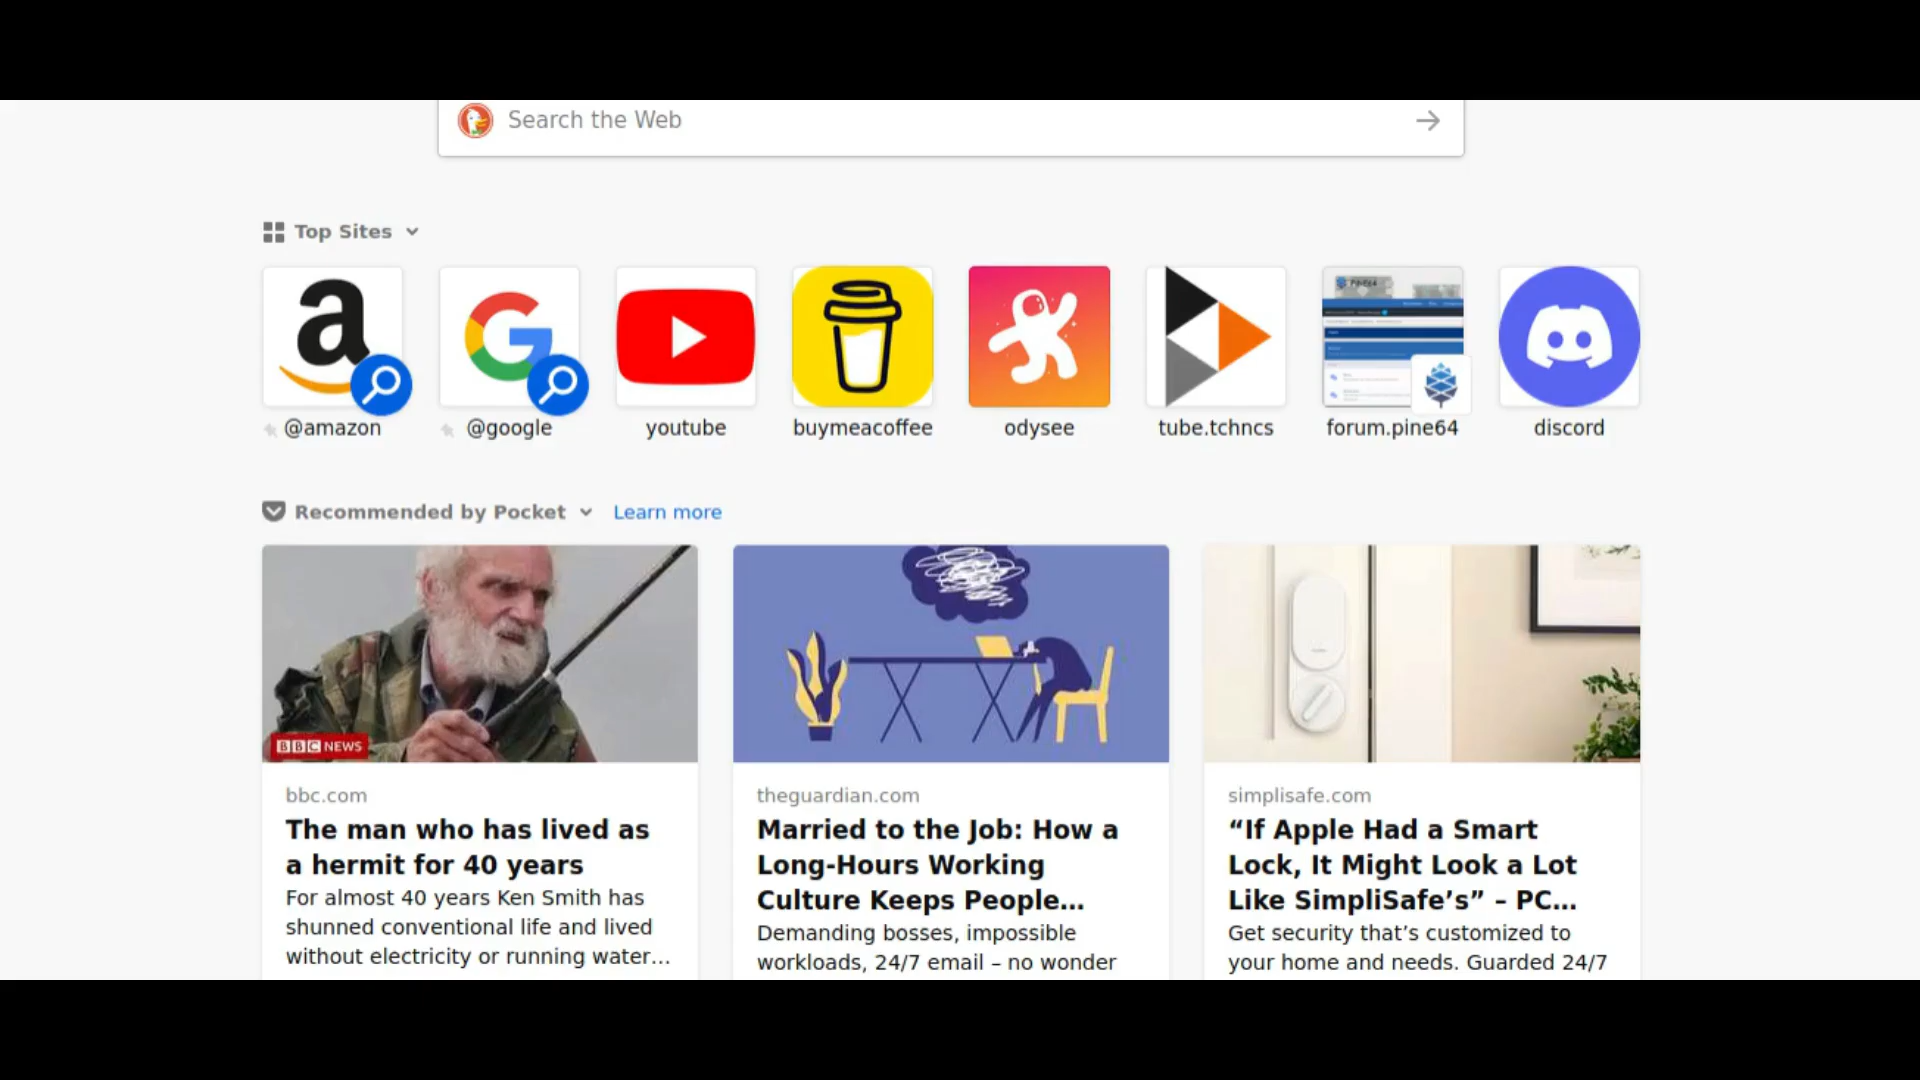 Search the Web
Top Sites
@amazon
@google
youtube
buymeacoffee
odysee
tube.tchncs
forum.pine64
discord
Recommended by Pocket
Learn more
BBC NEWS
bbc.com
The man who has lived as
a hermit for 40 years
For almost 40 years Ken Smith has
shunned conventional life and lived
without electricity or running water...
theguardian.com
Married to the Job: How a
Long-Hours Working
Culture Keeps People...
Demanding bosses, impossible
workloads, 24/7 email – no wonder
simplisafe.com
“If Apple Had a Smart
Lock, It Might Look a Lot
Like SimpliSafe’s” – PC...
Get security that’s customized to
your home and needs. Guarded 24/7